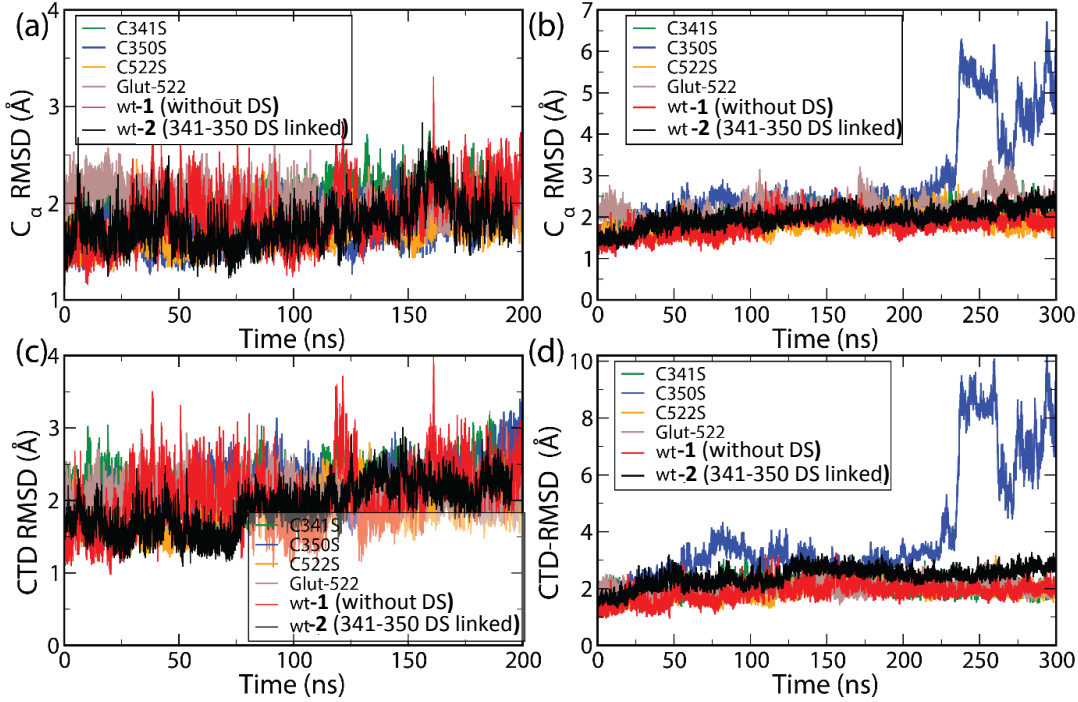 (a)
C341S
C350S
C522S
Glut-522
wt-1 (without DS)
wt-2 (341-350 DS linked)
4
3
2
1
Cα RMSD (Å)
0 50 100 150 200
Time (ns)
(b)
C341S
C350S
C522S
Glut-522
wt-1 (without DS)
wt-2 (341-350 DS linked)
7
6
5
4
3
2
1
0
Cα RMSD (Å)
0 50 100 150 200 250 300
Time (ns)
(c)
4
3
2
1
0
CTD RMSD (Å)
C341S
C350S
C522S
Glut-522
wt-1 (without DS)
wt-2 (341-350 DS linked)
0 50 100 150 200
Time (ns)
(d)
C341S
C350S
C522S
Glut-522
wt-1 (without DS)
wt-2 (341-350 DS linked)
10
8
6
4
2
0
CTD-RMSD (Å)
0 50 100 150 200 250 300
Time (ns)